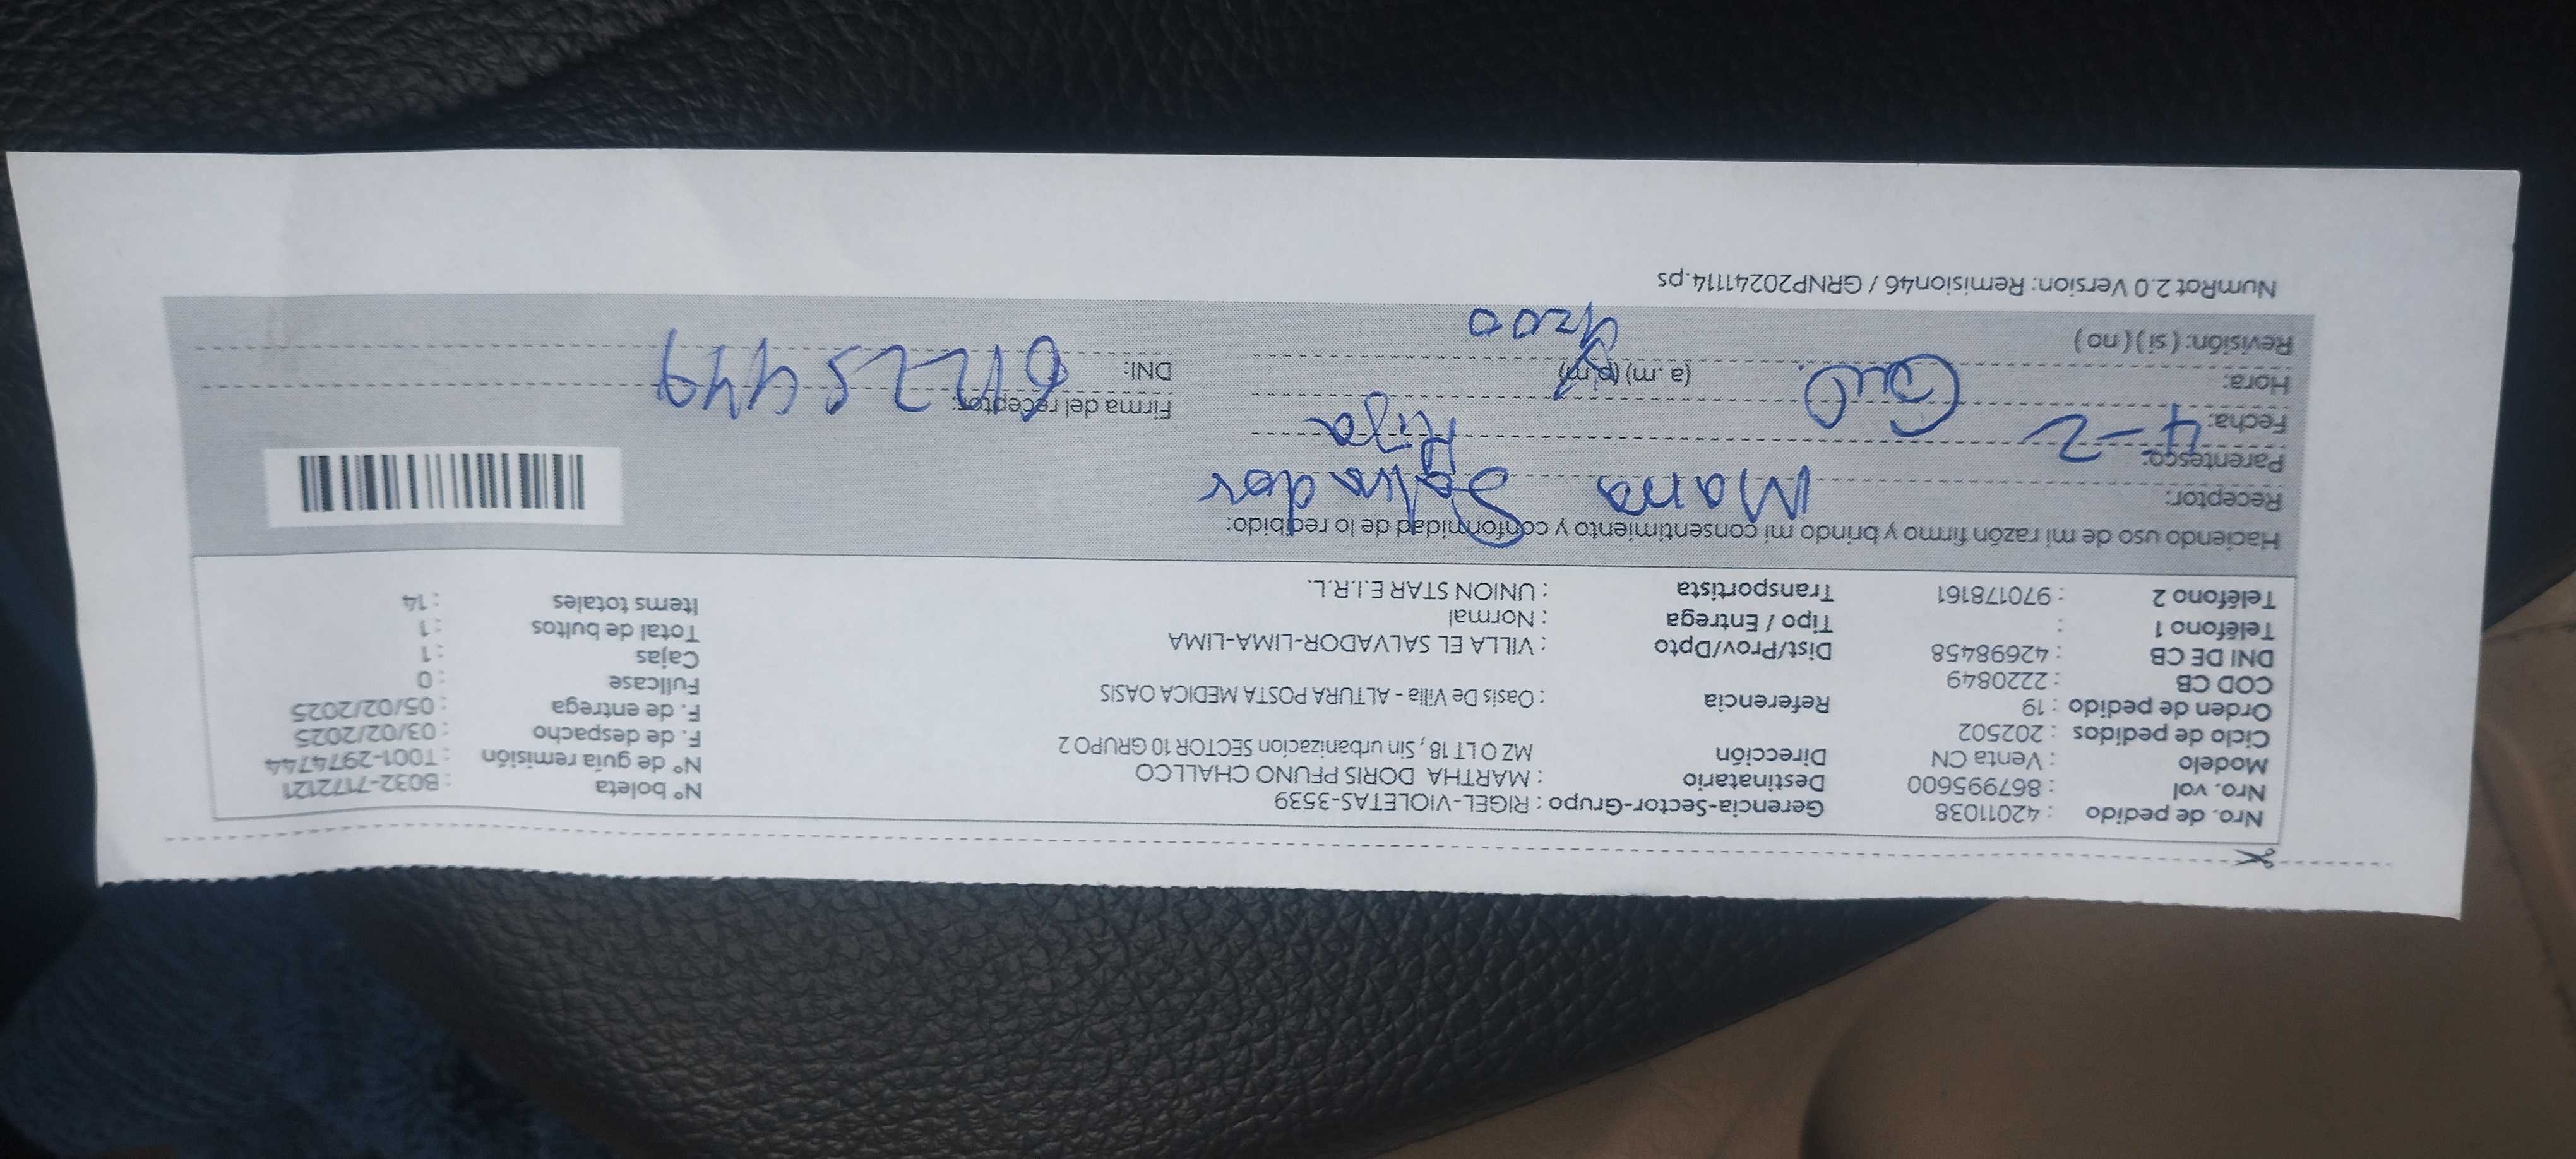 Nro. de pedido : 42011038 Gerencia-Sector-Grupo : RIGEL-VIOLETAS-3539 Nº boleta : B032-7172121
Nro. vol : 867995600 Destinatario : MARTHA DORIS PFUNO CHALLCO Nº de guía remisión : T001-2974744
Modelo : Venta CN Dirección MZ O LT 18 , Sin urbanizacion SECTOR 10 GRUPO 2 F. de despacho : 03/02/2025
Ciclo de pedidos : 202502 F. de entrega : 05/02/2025
Orden de pedido : 19 Referencia : Oasis De Villa - ALTURA POSTA MEDICA OASIS Fullcase : 0
COD CB : 2220849 Cajas : 1
DNI DE CB : 42698458 Dist/Prov/Dpto : VILLA EL SALVADOR-LIMA-LIMA Total de bultos : 1
Teléfono 1 : Tipo / Entrega : Normal Items totales : 14
Teléfono 2 : 970178161 Transportista : UNION STAR E.I.R.L.
Haciendo uso de mi razón firmo y brindo mi consentimiento y conformidad de lo recibido:
Receptor: Salvador
Parentesco: Hija
Fecha: 4-2 Firma del receptor:
Hora: (a.m) (p.m) DNI:
Revisión: ( si ) ( no )
NumRot 2.0 Version: Remision46 / GRNP20241114.ps